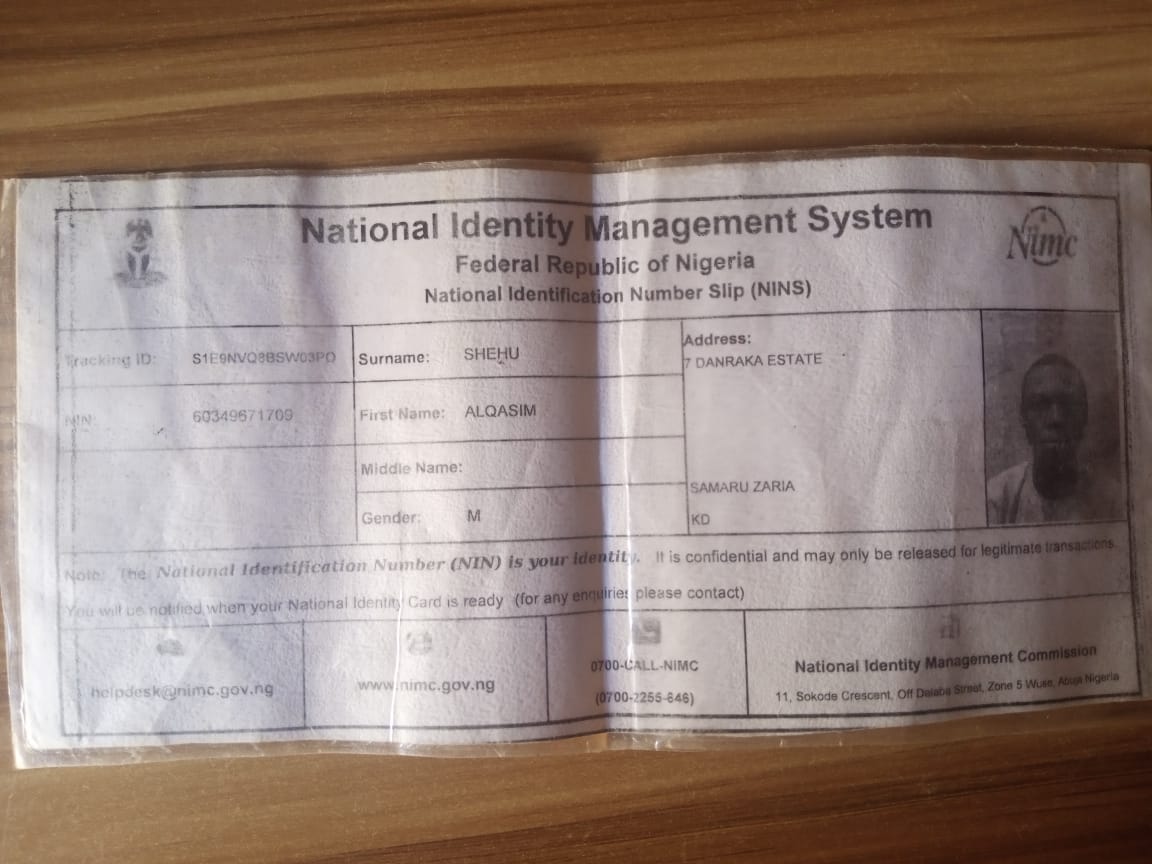 National Identity Management System
Federal Republic of Nigeria
National Identification Number Slip (NINS)
Nimc
Tracking ID: S1E9NVQ8BSW03PO
NIN: 60349671709
Surname: SHEHU
First Name: ALQASIM
Middle Name:
Gender: M
Address:
7 DANRAKA ESTATE
SAMARU ZARIA
KD
Note: The National Identification Number (NIN) is your identity. It is confidential and may only be released for legitimate transactions.
You will be notified when your National Identity Card is ready (for any enquiries please contact)
helpdesk@nimc.gov.ng
www.nimc.gov.ng
0700-CALL-NIMC
(0700-2255-646)
National Identity Management Commission
11, Sokode Crescent, Off Dalaba Street, Zone 5 Wuse, Abuja Nigeria